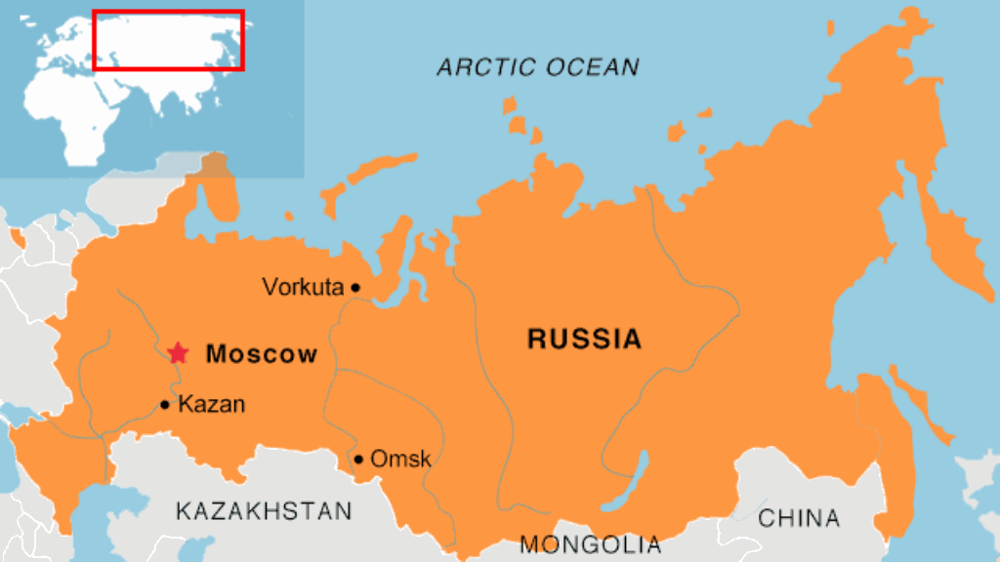 ARCTIC OCEAN
Vorkuta
RUSSIA
Moscow
Kazan
Omsk
KAZAKHSTAN
CHINA
MONGOLIA